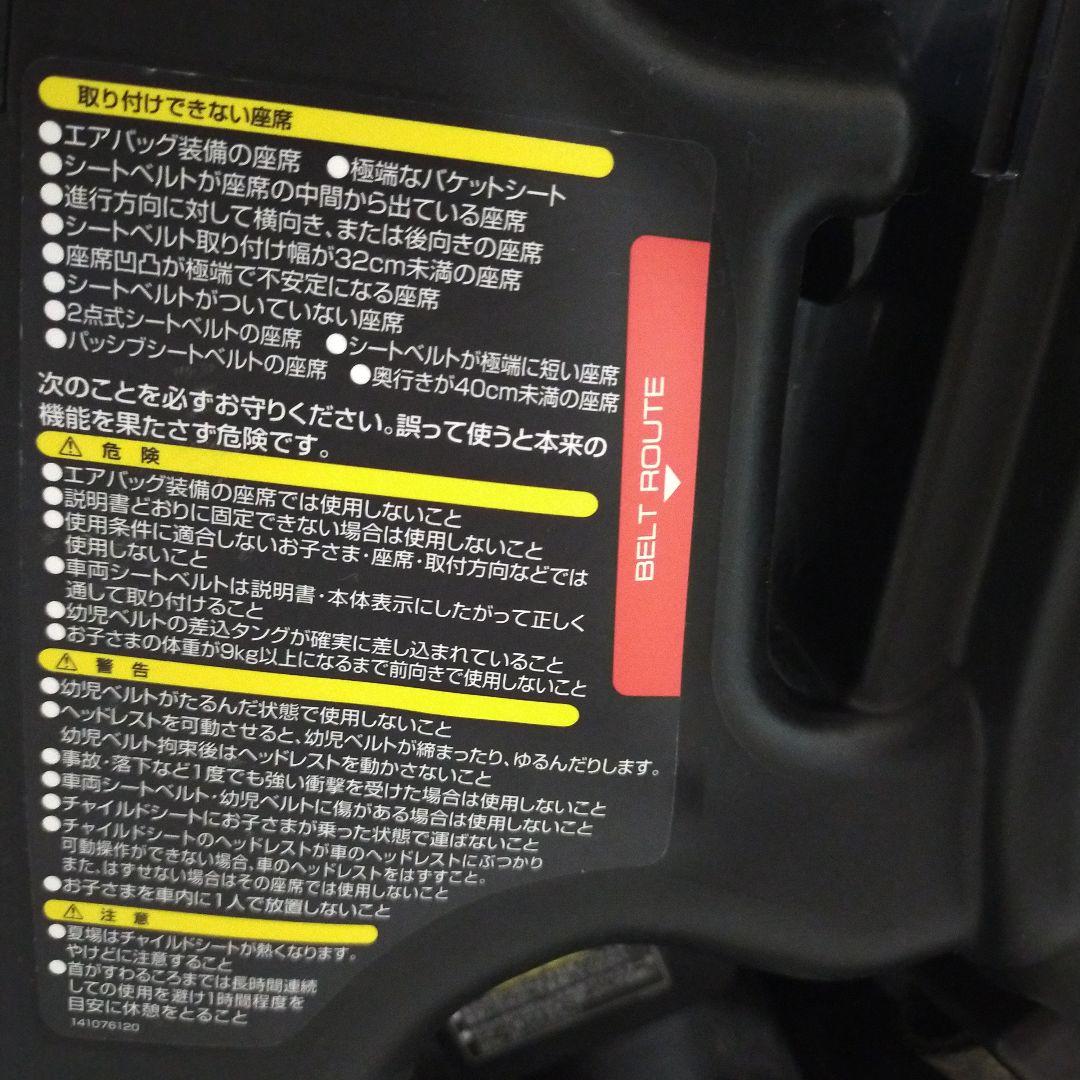 取り付けできない座席
●エアバッグ装備の座席 ●極端なバケットシート
●シートベルトが座席の中間から出ている座席
●進行方向に対して横向き、または後向きの座席
●シートベルト取り付け幅が32cm未満の座席
●座席凹凸が極端で不安定になる座席
●シートベルトがついていない座席
●2点式シートベルトの座席 ●シートベルトが極端に短い座席
●パッシブシートベルトの座席 ●奥行きが40cm未満の座席
次のことを必ずお守りください。誤って使うと本来の
機能を果たさず危険です。
⚠ 危険
●エアバッグ装備の座席では使用しないこと
●説明書どおりに固定できない場合は使用しないこと
●使用条件に適合しないお子さま・座席・取付方向などでは
使用しないこと
●車両シートベルトは説明書・本体表示にしたがって正しく
通して取り付けること
●幼児ベルトの差込タングが確実に差し込まれていること
●お子さまの体重が9kg以上になるまで前向きで使用しないこと
⚠ 警告
●幼児ベルトがたるんだ状態で使用しないこと
●ヘッドレストを可動させると、幼児ベルトが締まったり、ゆるんだりします。
幼児ベルト拘束後はヘッドレストを動かさないこと
●事故・落下など1度でも強い衝撃を受けた場合は使用しないこと
●車両シートベルト・幼児ベルトに傷がある場合は使用しないこと
●チャイルドシートにお子さまが乗った状態で運ばないこと
●チャイルドシートのヘッドレストが車のヘッドレストにぶつかり
可動操作ができない場合、車のヘッドレストをはずすこと。
また、はずせない場合はその座席では使用しないこと
●お子さまを車内に1人で放置しないこと
⚠ 注意
●夏場はチャイルドシートが熱くなります。
やけどに注意すること
●首がすわるころまでは長時間連続
しての使用を避け1時間程度を
目安に休憩をとること
141076120
BELT ROUTE